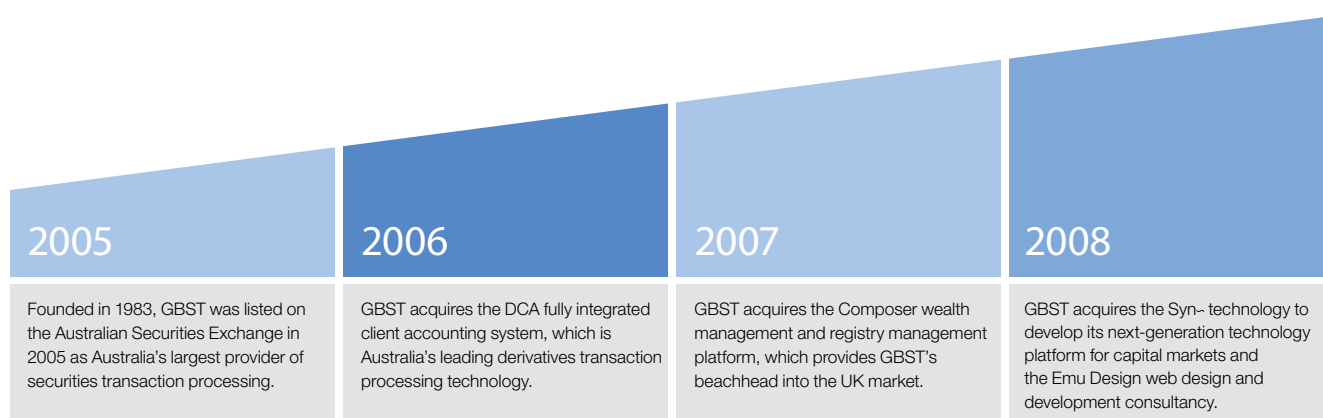 2005
Founded in 1983, GBST was listed on
the Australian Securities Exchange in
2005 as Australia's largest provider of
securities transaction processing.
2006
GBST acquires the DCA fully integrated
client accounting system, which is
Australia's leading derivatives transaction
processing technology.
2007
GBST acquires the Composer wealth
management and registry management
platform, which provides GBST's
beachhead into the UK market.
2008
GBST acquires the Syn~ technology to
develop its next-generation technology
platform for capital markets and
the Emu Design web design and
development consultancy.